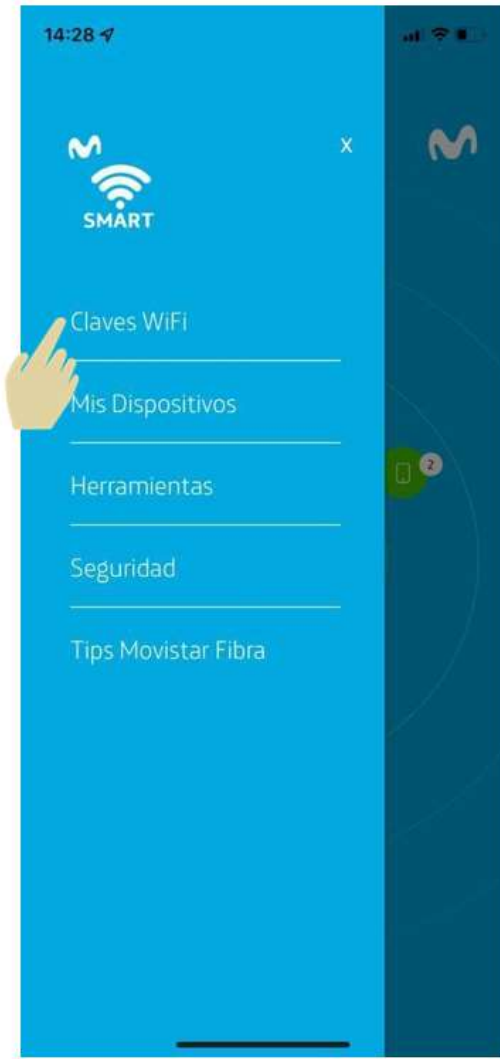 14:28
X
SMART
Claves WiFi
Mis Dispositivos
2
Herramientas
Seguridad
Tips Movistar Fibra